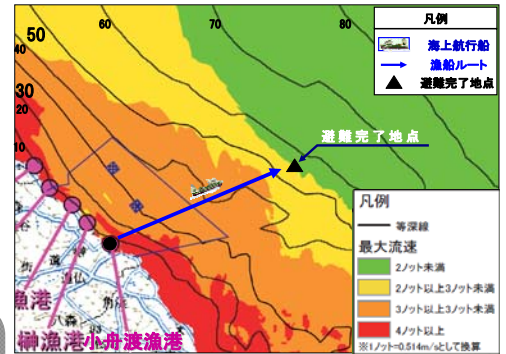 60
70
80
50
40
30
20
10
凡例
海上航行船
漁船ルート
避難完了地点
避難完了地点
凡例
等深線
最大流速
2ノット未満
2ノット以上3ノット未満
3ノット以上3ノット未満
4ノット以上
※1ノット=0.514m/sとして換算
漁港
榊漁港
小舟渡漁港